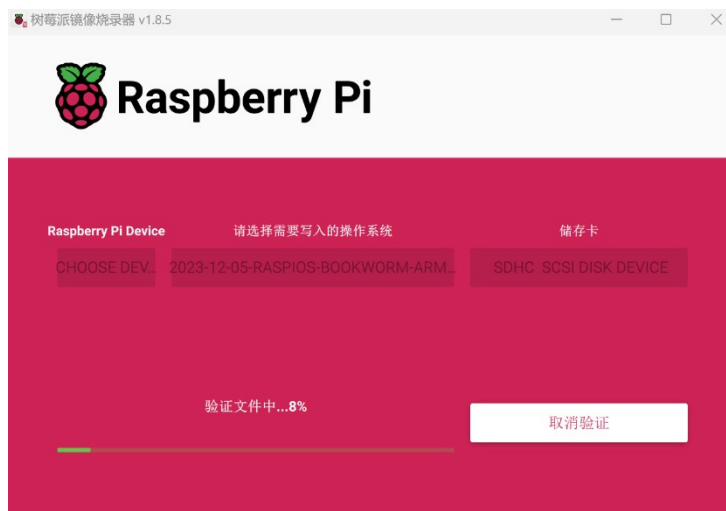 树莓派镜像烧录器 v1.8.5
Raspberry Pi
Raspberry Pi Device
请选择需要写入的操作系统
储存卡
CHOOSE DEV...
2023-12-05-RASPIOS-BOOKWORM-ARM...
SDHC SCSI DISK DEVICE
验证文件中...8%
取消验证